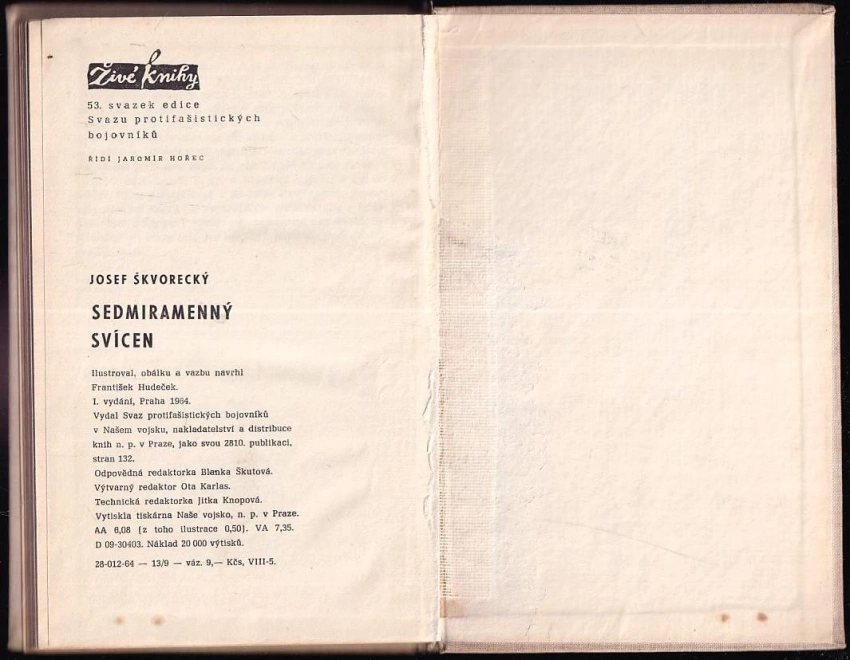 Živé knihy
53. svazek edice
Svazu protifašistických
bojovníků
ŘÍDÍ JAROMÍR HOŘEC
JOSEF ŠKVORECKÝ
SEDMIRAMENNÝ
SVÍCEN
Ilustroval, obálku a vazbu navrhl
František Hudeček.
I. vydání, Praha 1964.
Vydal Svaz protifašistických bojovníků
v Našem vojsku, nakladatelství a distribuce
knih n. p. v Praze, jako svou 2810. publikaci,
stran 132.
Odpovědná redaktorka Blanka Škutová.
Výtvarný redaktor Ota Karlas.
Technická redaktorka Jitka Knopová.
Vytiskla tiskárna Naše vojsko, n. p. v Praze.
AA 6,08 (z toho ilustrace 0,50). VA 7,35.
D 09-30403. Náklad 20 000 výtisků.
28-012-64 — 13/9 — váz. 9,— Kčs, VIII-5.